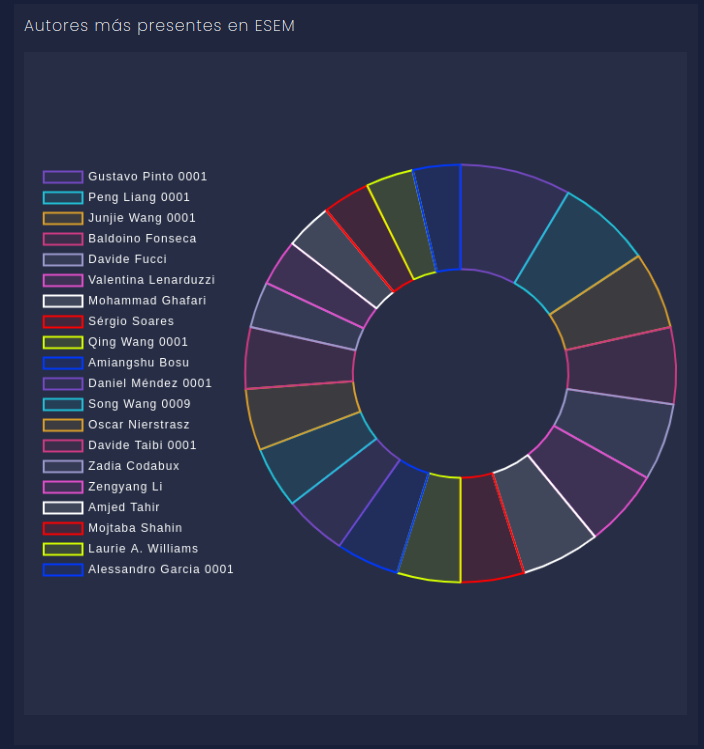 Autores más presentes en ESEM
Gustavo Pinto 0001
Peng Liang 0001
Junjie Wang 0001
Baldoino Fonseca
Davide Fucci
Valentina Lenarduzzi
Mohammad Ghafari
Sérgio Soares
Qing Wang 0001
Amiangshu Bosu
Daniel Méndez 0001
Song Wang 0009
Oscar Nierstrasz
Davide Taibi 0001
Zadia Codabux
Zengyang Li
Amjed Tahir
Mojtaba Shahin
Laurie A. Williams
Alessandro Garcia 0001